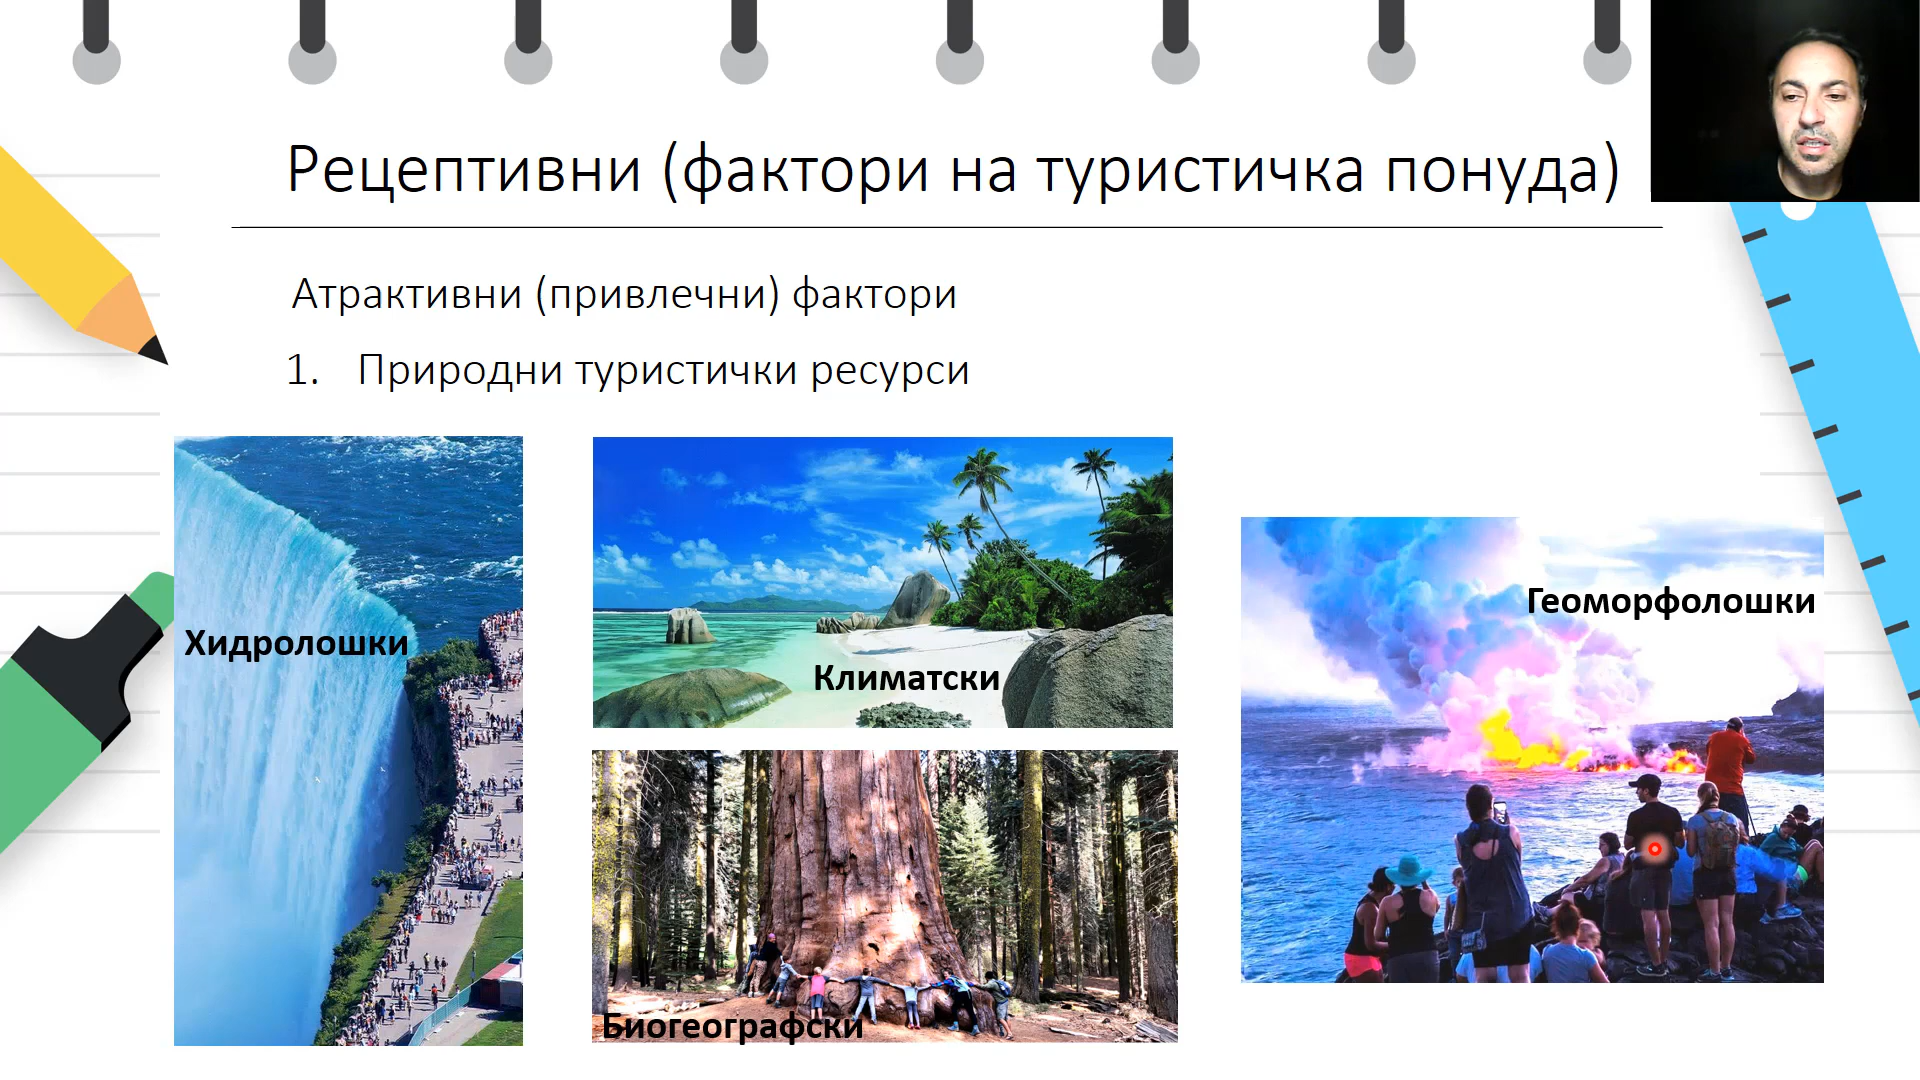 Рецептивни (фактори на туристичка понуда)
Атрактивни (привлечни) фактори
1. Природни туристички ресурси
Хидролошки
Климатски
Геоморфолошки
Биогеографски